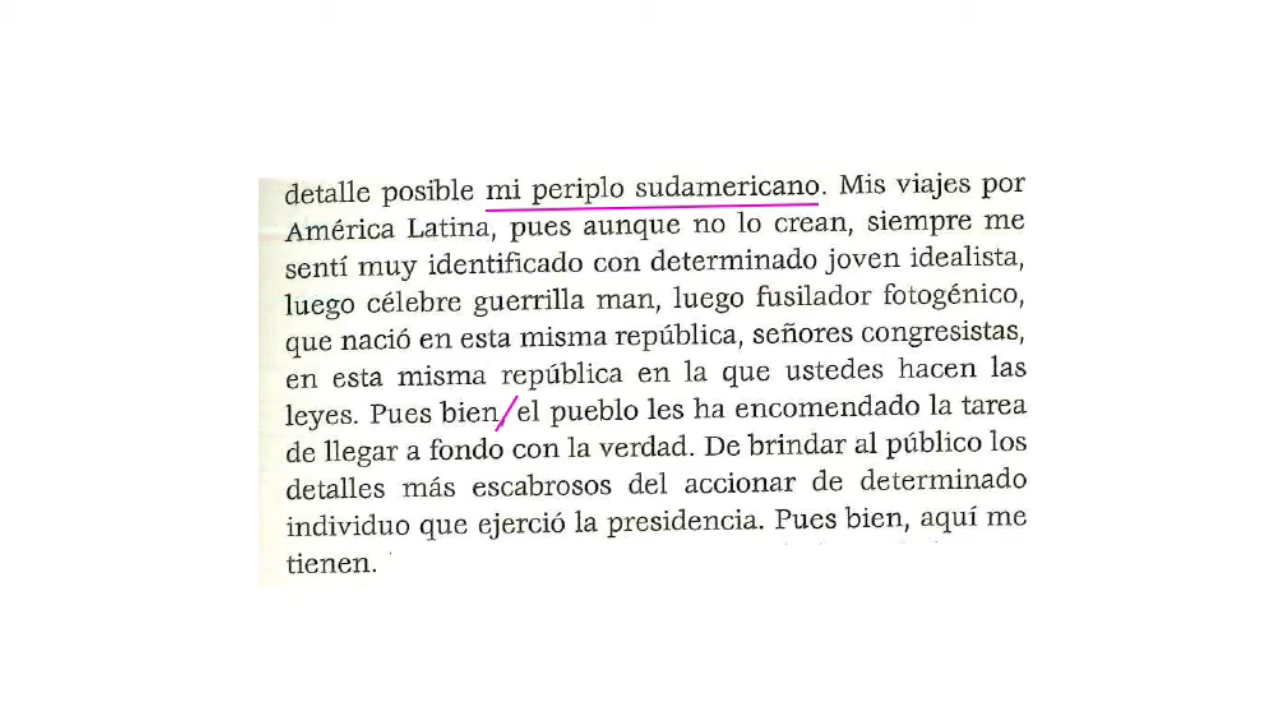 detalle posible mi periplo sudamericano. Mis viajes por
América Latina, pues aunque no lo crean, siempre me
sentí muy identificado con determinado joven idealista,
luego célebre guerrilla man, luego fusilador fotogénico,
que nació en esta misma república, señores congresistas,
en esta misma república en la que ustedes hacen las
leyes. Pues bien, el pueblo les ha encomendado la tarea
de llegar a fondo con la verdad. De brindar al público los
detalles más escabrosos del accionar de determinado
individuo que ejerció la presidencia. Pues bien, aquí me
tienen.